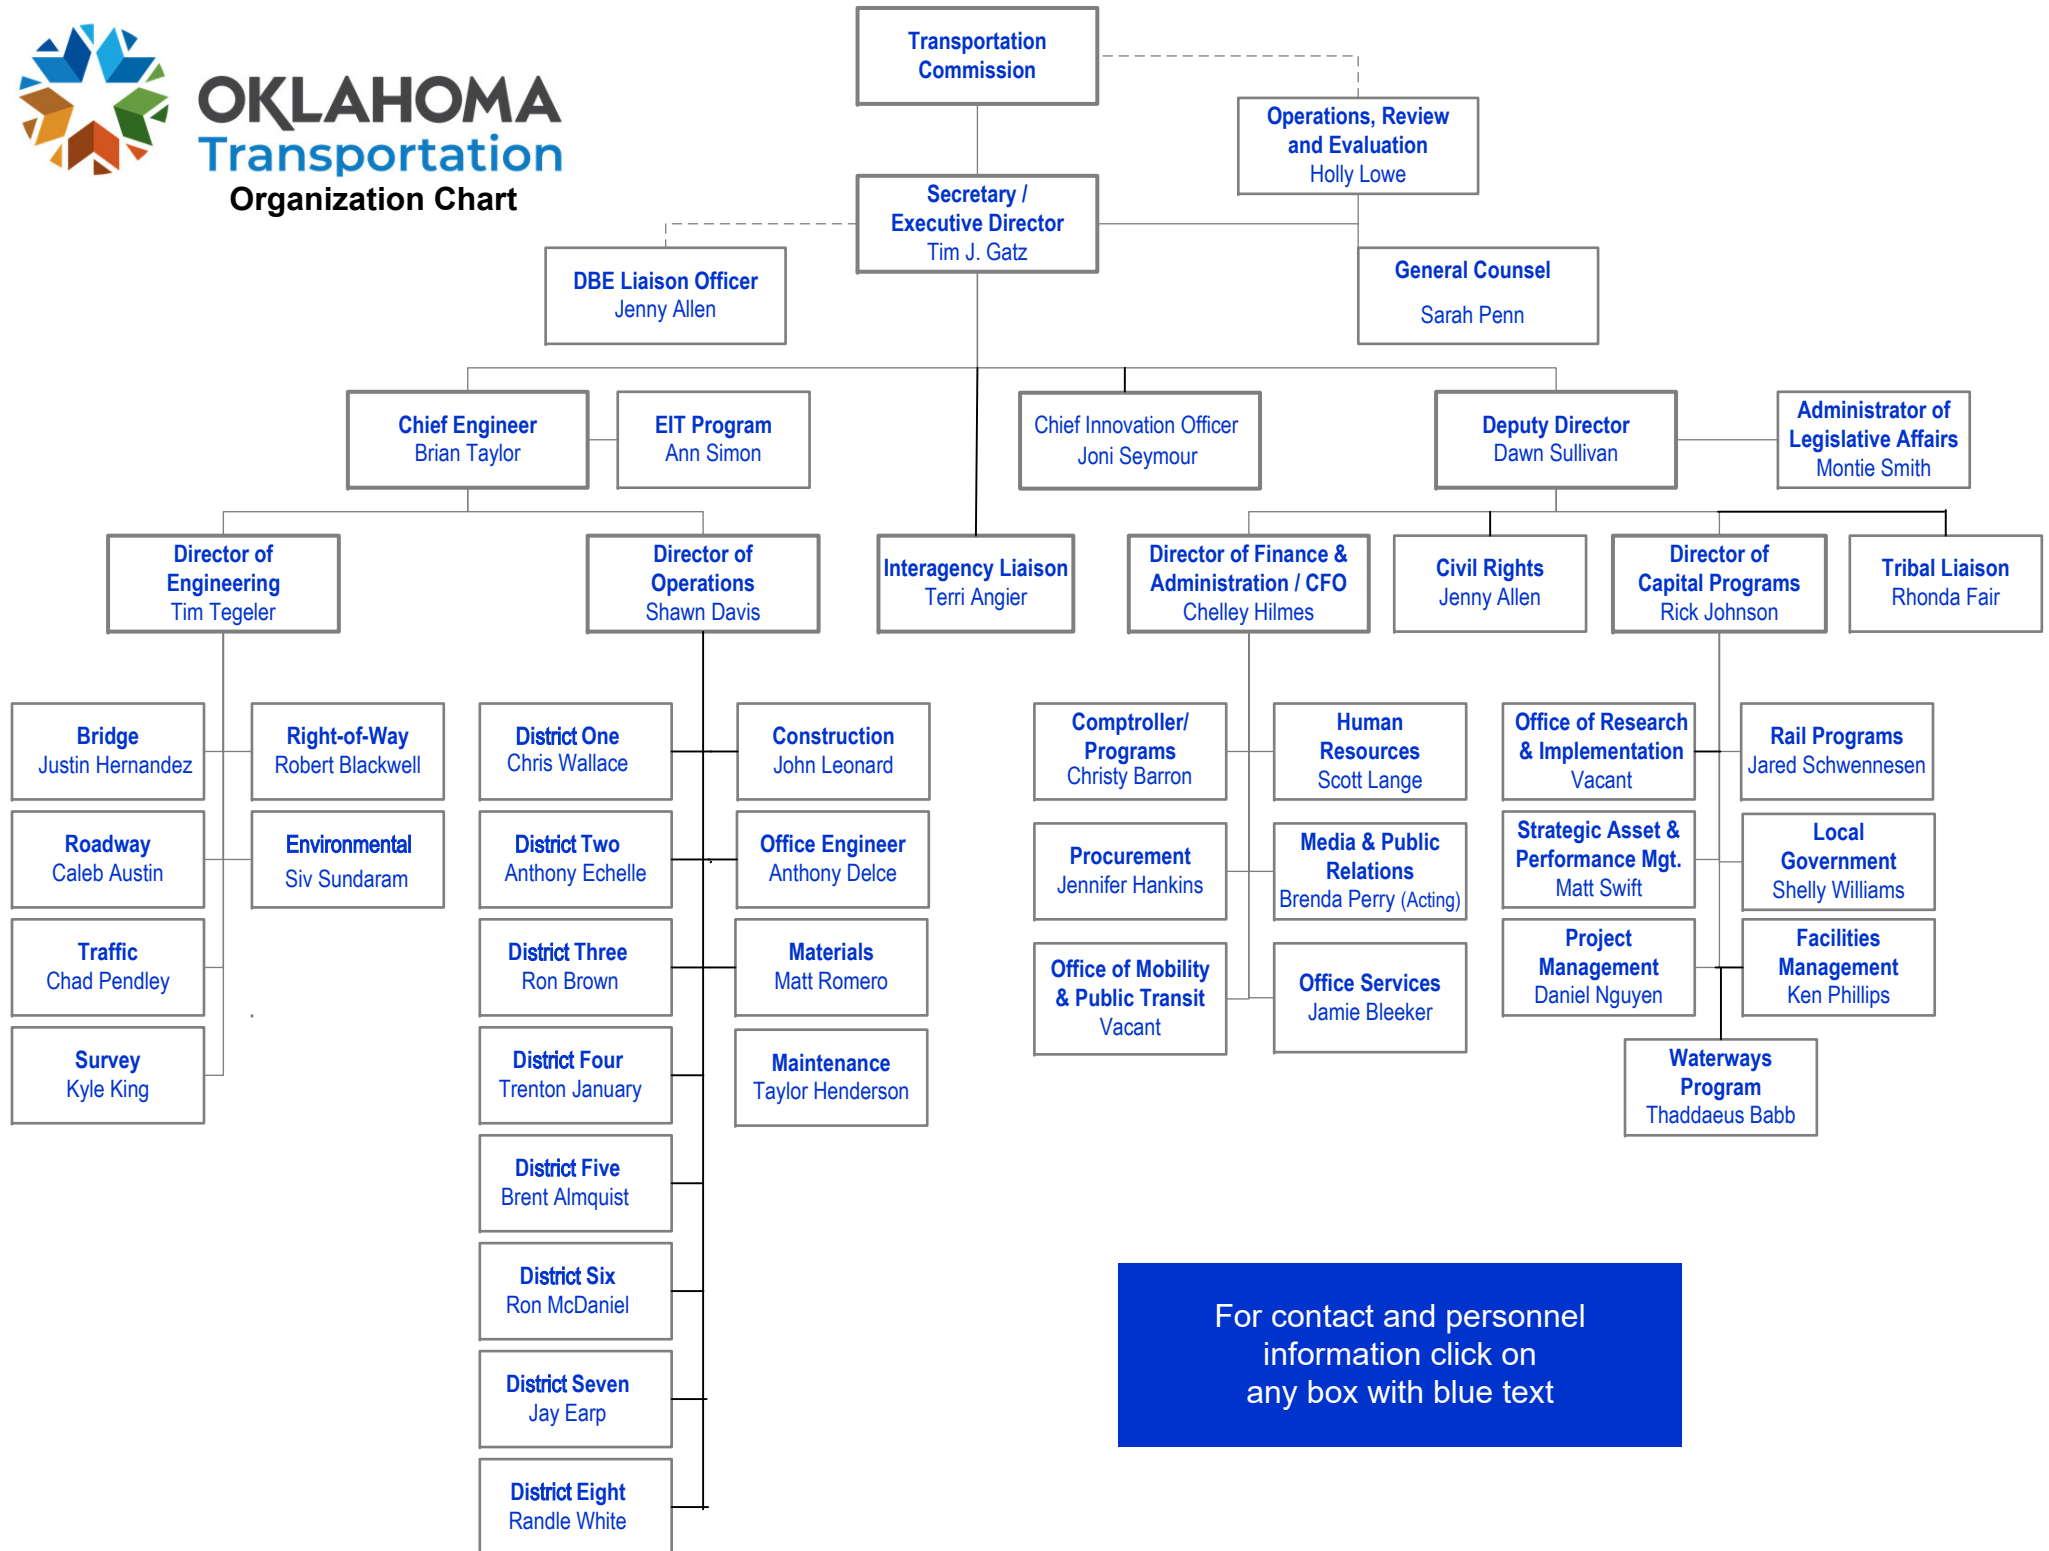 OKLAHOMA
Transportation
Organization Chart
Transportation
Commission
Operations, Review
and Evaluation
Holly Lowe
Secretary /
Executive Director
Tim J. Gatz
DBE Liaison Officer
Jenny Allen
General Counsel
Sarah Penn
Chief Engineer
Brian Taylor
EIT Program
Ann Simon
Chief Innovation Officer
Joni Seymour
Deputy Director
Dawn Sullivan
Administrator of
Legislative Affairs
Montie Smith
Director of
Engineering
Tim Tegeler
Director of
Operations
Shawn Davis
Interagency Liaison
Terri Angier
Director of Finance &
Administration / CFO
Chelley Hilmes
Civil Rights
Jenny Allen
Director of
Capital Programs
Rick Johnson
Tribal Liaison
Rhonda Fair
Bridge
Justin Hernandez
Right-of-Way
Robert Blackwell
Roadway
Caleb Austin
Environmental
Siv Sundaram
Traffic
Chad Pendley
Survey
Kyle King
District One
Chris Wallace
Construction
John Leonard
District Two
Anthony Echelle
Office Engineer
Anthony Delce
District Three
Ron Brown
Materials
Matt Romero
District Four
Trenton January
Maintenance
Taylor Henderson
District Five
Brent Almquist
District Six
Ron McDaniel
District Seven
Jay Earp
District Eight
Randle White
Comptroller/
Programs
Christy Barron
Human
Resources
Scott Lange
Procurement
Jennifer Hankins
Media & Public
Relations
Brenda Perry (Acting)
Office of Mobility
& Public Transit
Vacant
Office Services
Jamie Bleeker
Office of Research
& Implementation
Vacant
Rail Programs
Jared Schwennesen
Strategic Asset &
Performance Mgt.
Matt Swift
Local
Government
Shelly Williams
Project
Management
Daniel Nguyen
Facilities
Management
Ken Phillips
Waterways
Program
Thaddaeus Babb
For contact and personnel
information click on
any box with blue text